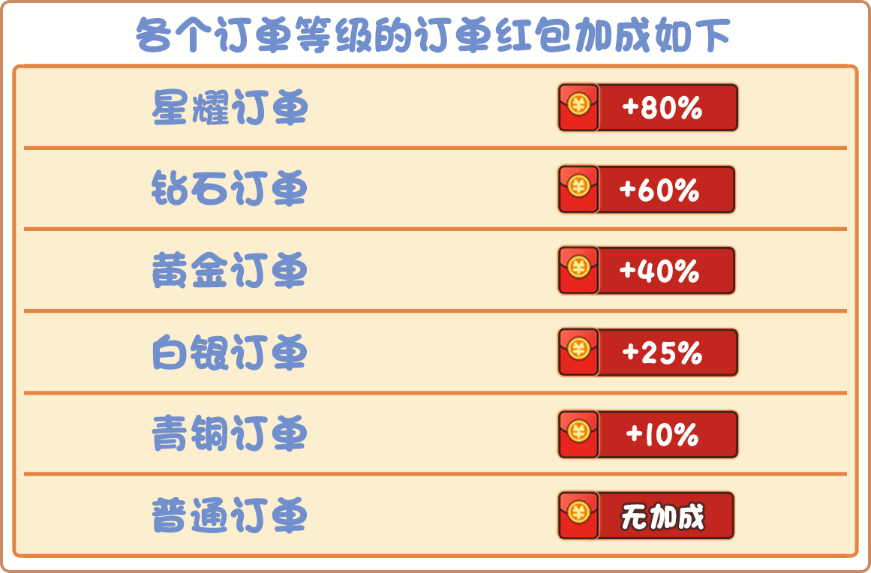 各个订单等级的订单红包加成如下
星耀订单 +80%
钻石订单 +60%
黄金订单 +40%
白银订单 +25%
青铜订单 +10%
普通订单 无加成